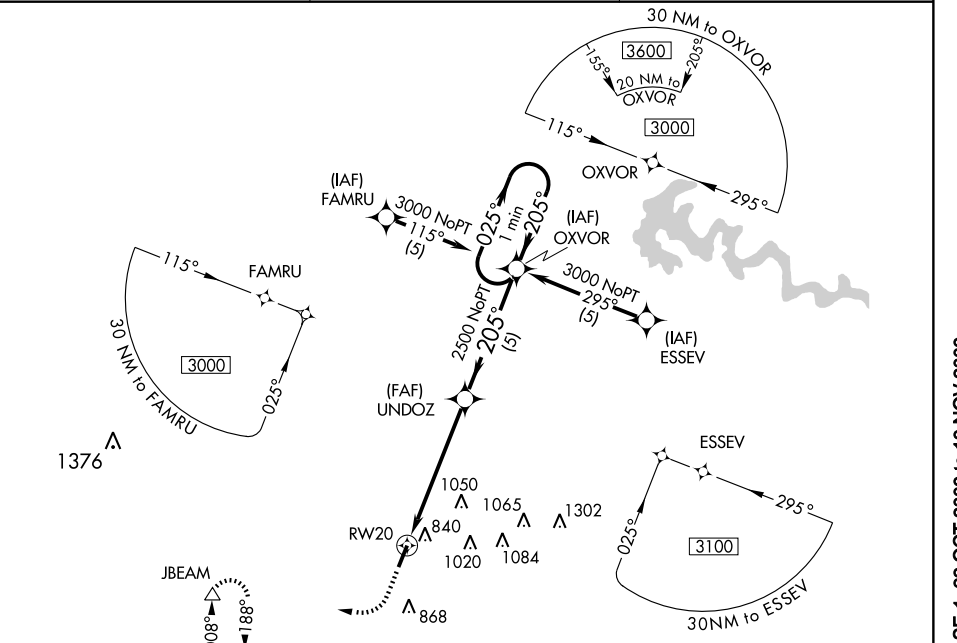 30 NM to OXVOR
3600
155°
205°
20 NM to
OXVOR
3000
115°
OXVOR
295°
(IAF)
FAMRU
3000 NoPT
115°
(5)
025°
1 min
205°
(IAF)
OXVOR
3000 NoPT
295°
(5)
(IAF)
ESSEV
115°
FAMRU
3000
025°
30 NM to FAMRU
2500 NoPT
205°
(5)
(FAF)
UNDOZ
1376
ESSEV
295°
025°
3100
30NM to ESSEV
1050
1065
1302
RW20
840
1020
1084
868
JBEAM
188°